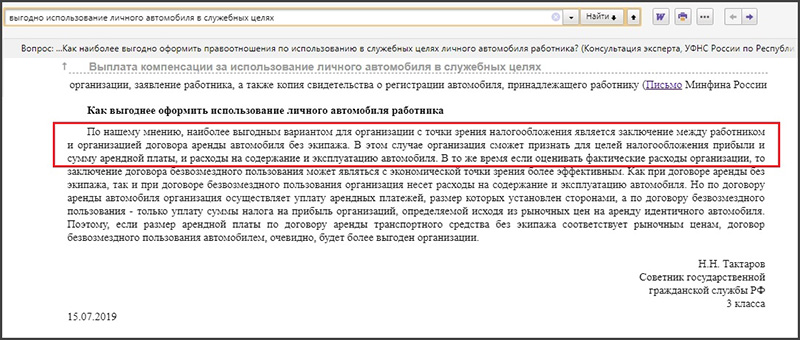 выгодно использование личного автомобиля в служебных целях
Найти
Вопрос: ...Как наиболее выгодно оформить правоотношения по использованию в служебных целях личного автомобиля работника? (Консультация эксперта, УФНС России по Республи
Выплата компенсации за использование личного автомобиля в служебных целях
организации, заявление работника, а также копия свидетельства о регистрации автомобиля, принадлежащего работнику (Письмо Минфина России
Как выгоднее оформить использование личного автомобиля работника
По нашему мнению, наиболее выгодным вариантом для организации с точки зрения налогообложения является заключение между работником
и организацией договора аренды автомобиля без экипажа. В этом случае организация сможет признать для целей налогообложения прибыли и
сумму арендной платы, и расходы на содержание и эксплуатацию автомобиля. В то же время если оценивать фактические расходы организации, то
заключение договора безвозмездного пользования может являться с экономической точки зрения более эффективным. Как при договоре аренды без
экипажа, так и при договоре безвозмездного пользования организация несет расходы на содержание и эксплуатацию автомобиля. Но по договору
аренды автомобиля организация осуществляет уплату арендных платежей, размер которых установлен сторонами, а по договору безвозмездного
пользования - только уплату суммы налога на прибыль организаций, определяемой исходя из рыночных цен на аренду идентичного автомобиля.
Поэтому, если размер арендной платы по договору аренды транспортного средства без экипажа соответствует рыночным ценам, договор
безвозмездного пользования автомобилем, очевидно, будет более выгоден организации.
Н.Н. Тактаров
Советник государственной
гражданской службы РФ
3 класса
15.07.2019